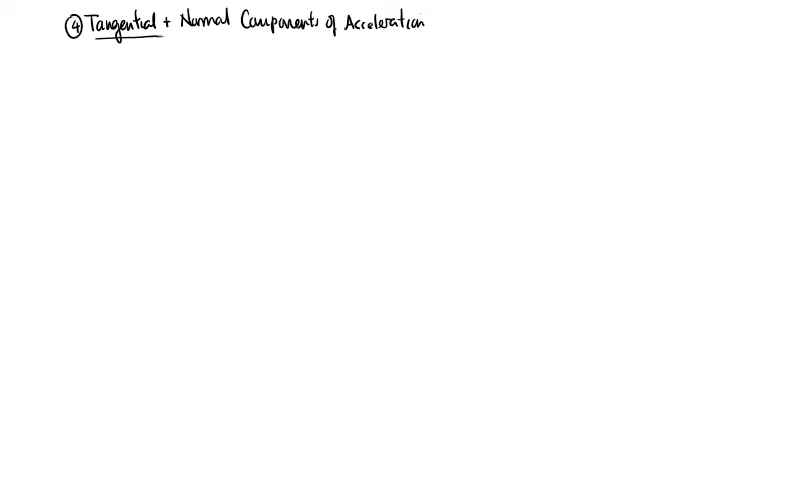 ④ Tangential + Normal Components of Acceleration